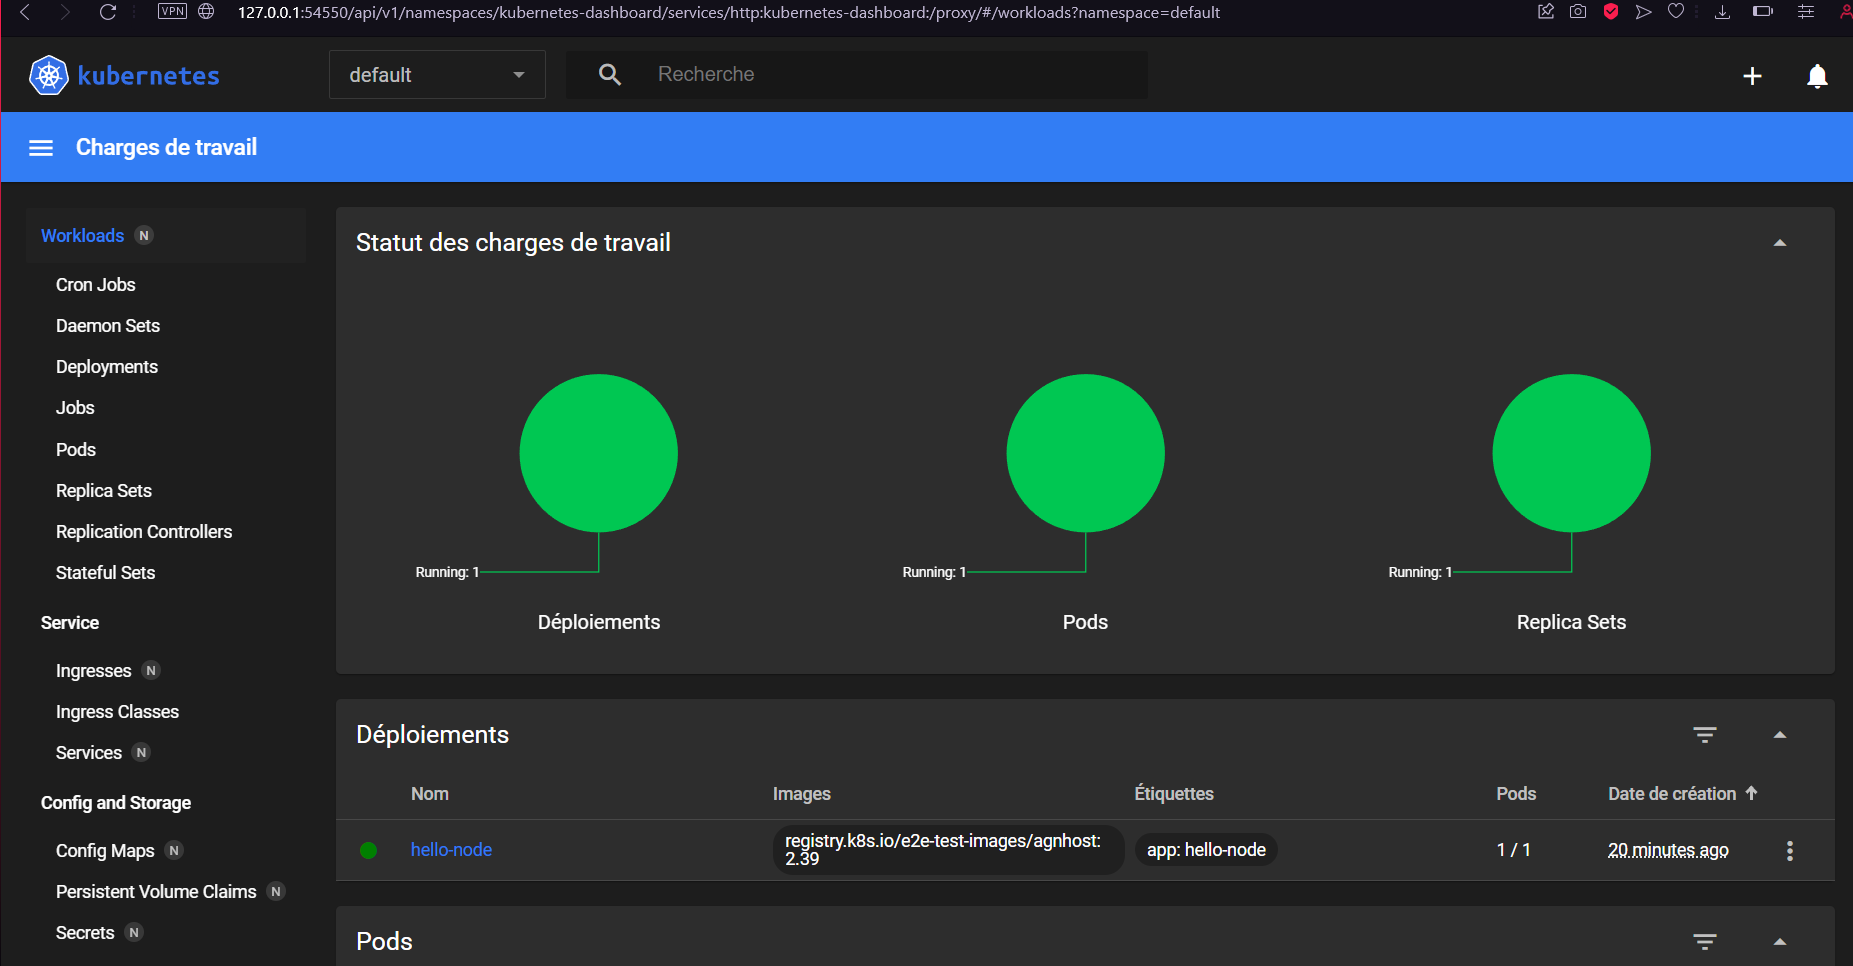 VPN
127.0.0.1:54550/api/v1/namespaces/kubernetes-dashboard/services/http:kubernetes-dashboard:/proxy/#/workloads?namespace=default
kubernetes
default
Recherche
Charges de travail
Workloads N
Cron Jobs
Daemon Sets
Deployments
Jobs
Pods
Replica Sets
Replication Controllers
Stateful Sets
Service
Ingresses N
Ingress Classes
Services N
Config and Storage
Config Maps N
Persistent Volume Claims N
Secrets N
Statut des charges de travail
Running: 1
Déploiements
Running: 1
Pods
Running: 1
Replica Sets
Déploiements
Nom Images Étiquettes Pods Date de création
hello-node registry.k8s.io/e2e-test-images/agnhost: app: hello-node 1 / 1 20 minutes ago
2.39
Pods